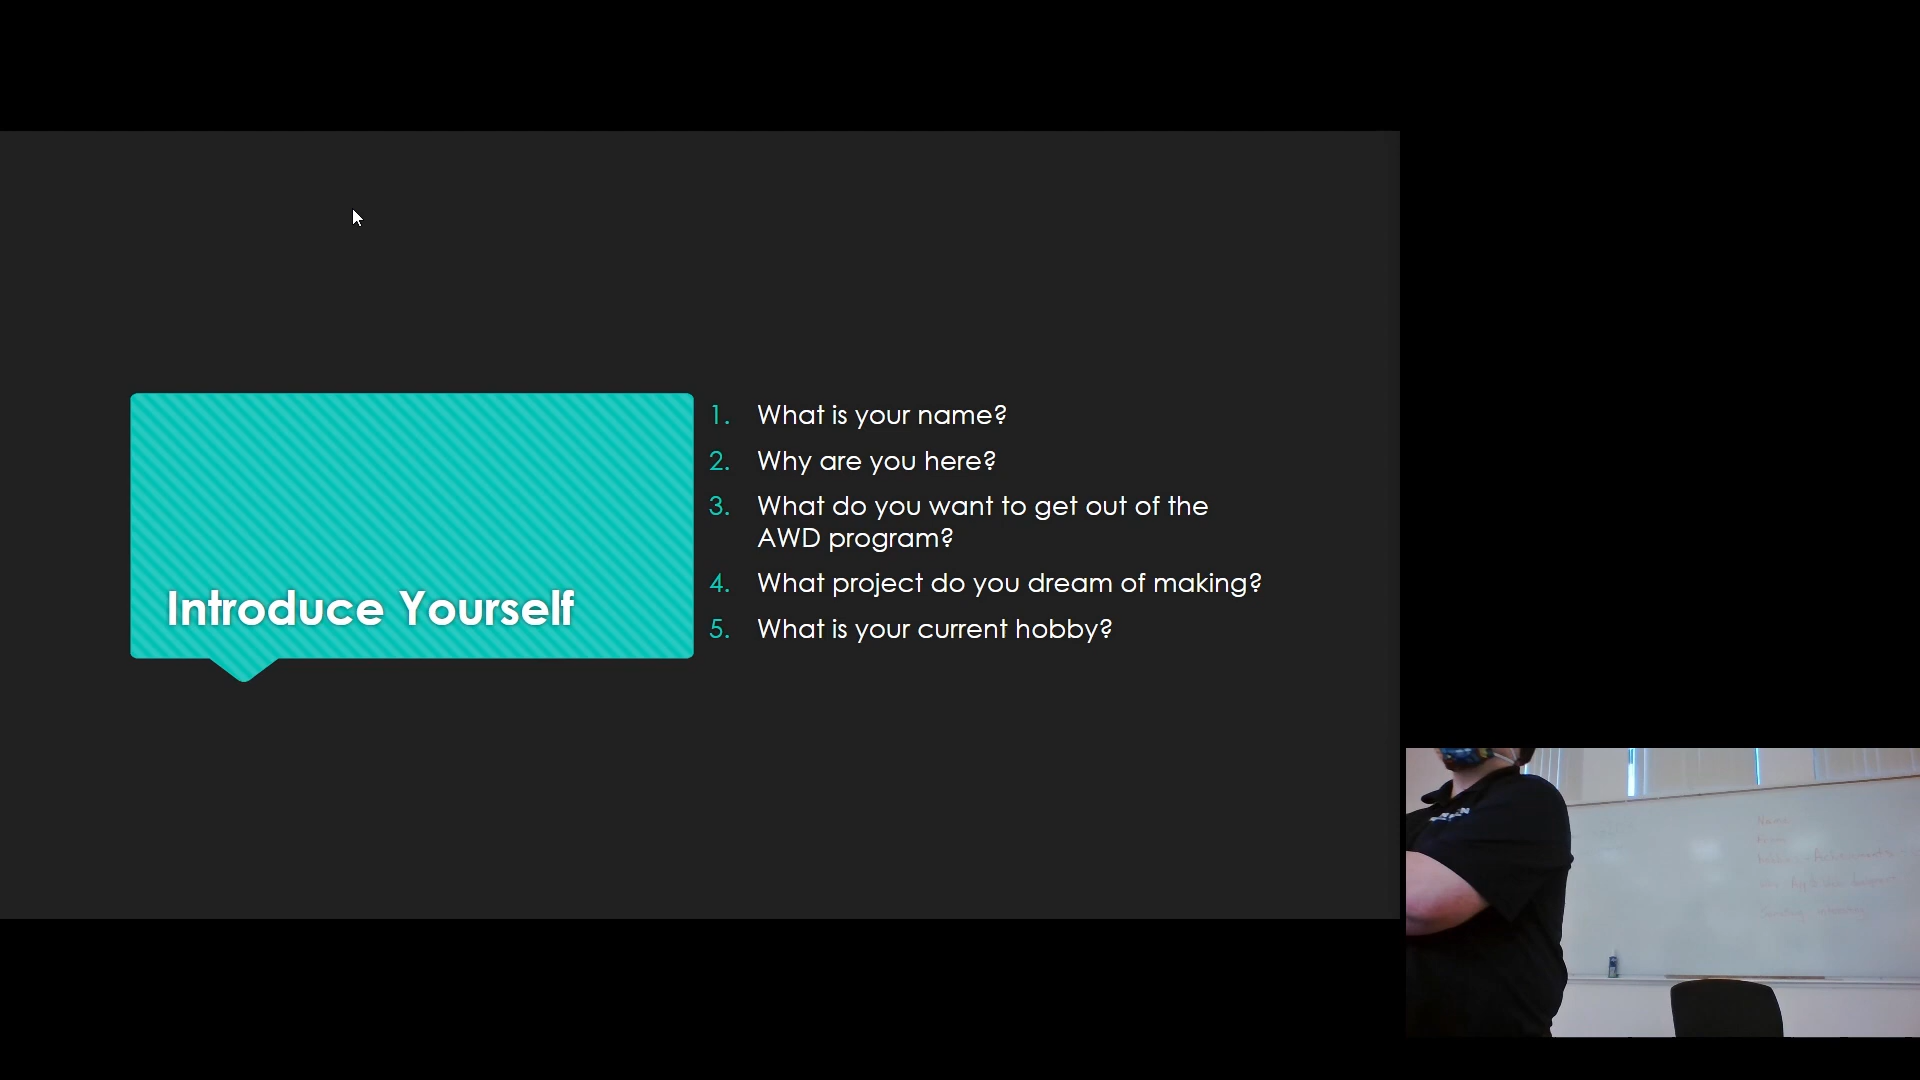 Introduce Yourself
1. What is your name?
2. Why are you here?
3. What do you want to get out of the
AWD program?
4. What project do you dream of making?
5. What is your current hobby?
Name